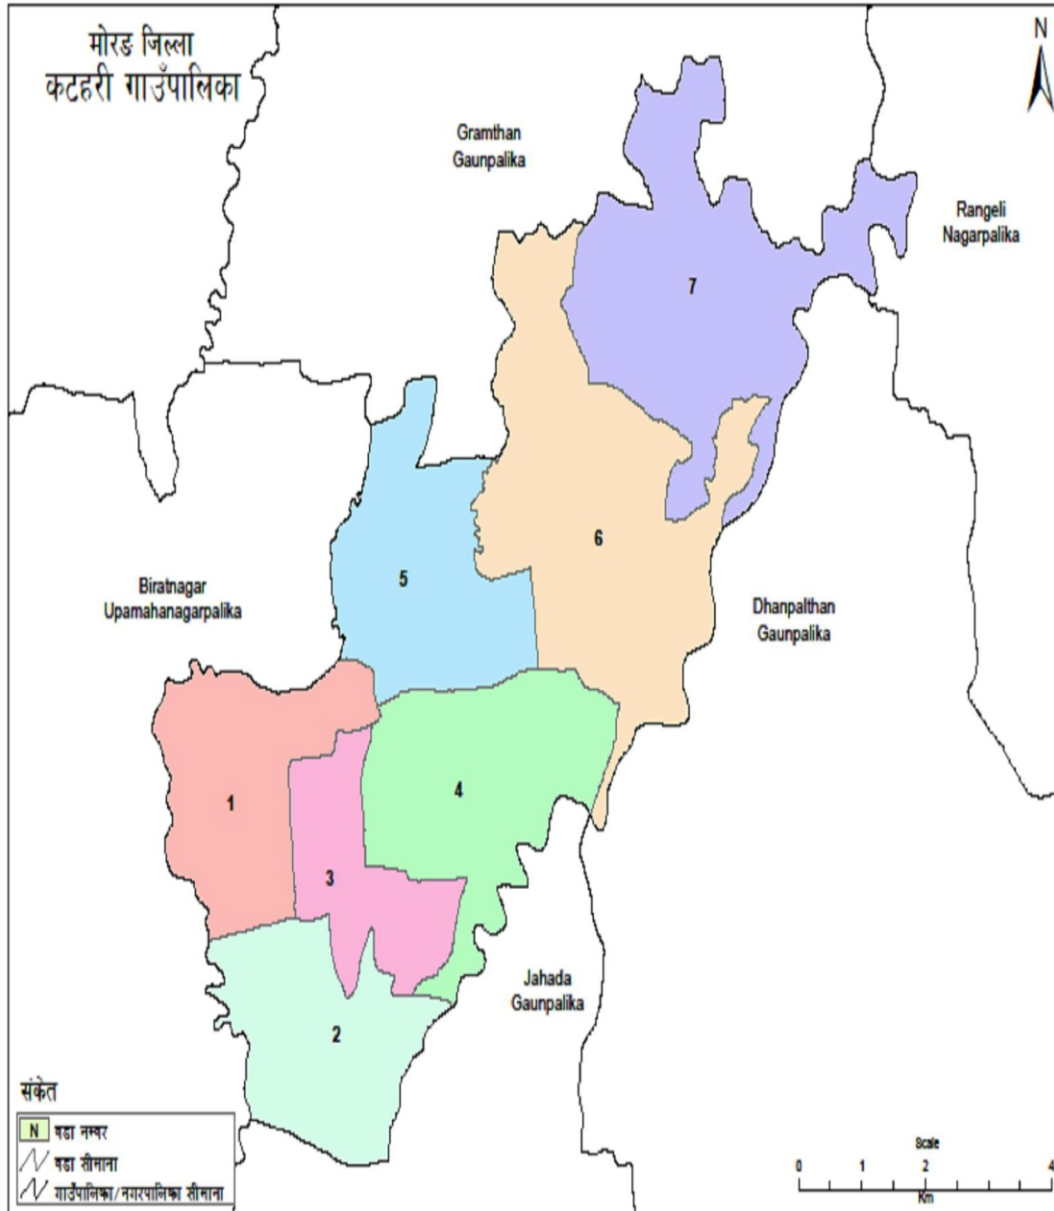 मोरङ जिल्ला
कटहरी गाउँपालिका
N
Gramthan
Gaunpalika
Rangeli
Nagarpalika
7
6
5
Biratnagar
Upamahanagarpalika
Dhanpalthan
Gaunpalika
4
1
3
Jahada
Gaunpalika
2
संकेत
N वडा नम्बर
वडा सीमाना
गाउँपालिका/नगरपालिका सीमाना
Scale
0 1 2 4
Km